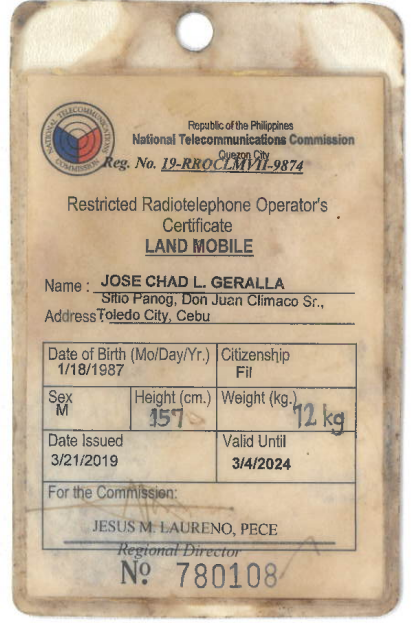 NATIONAL TELECOMMUNICATIONS COMMISSION
Republic of the Philippines
National Telecommunications Commission
Quezon City
Reg. No. 19-RROCLMVII-9874
Restricted Radiotelephone Operator's
Certificate
LAND MOBILE
Name : JOSE CHAD L. GERALLA
Sitio Panog, Don Juan Climaco Sr.,
Address : Toledo City, Cebu
Date of Birth (Mo/Day/Yr.) Citizenship
1/18/1987 Fil
Sex Height (cm.) Weight (kg.)
M 157 72 kg
Date Issued Valid Until
3/21/2019 3/4/2024
For the Commission:
JESUS M. LAURENO, PECE
Regional Director
Nº 780108